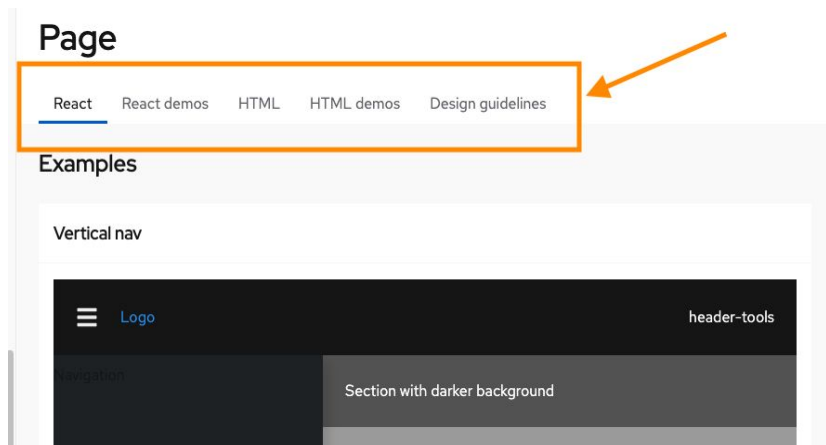 Page
React React demos HTML HTML demos Design guidelines
Examples
Vertical nav
Logo header-tools
Navigation
Section with darker background